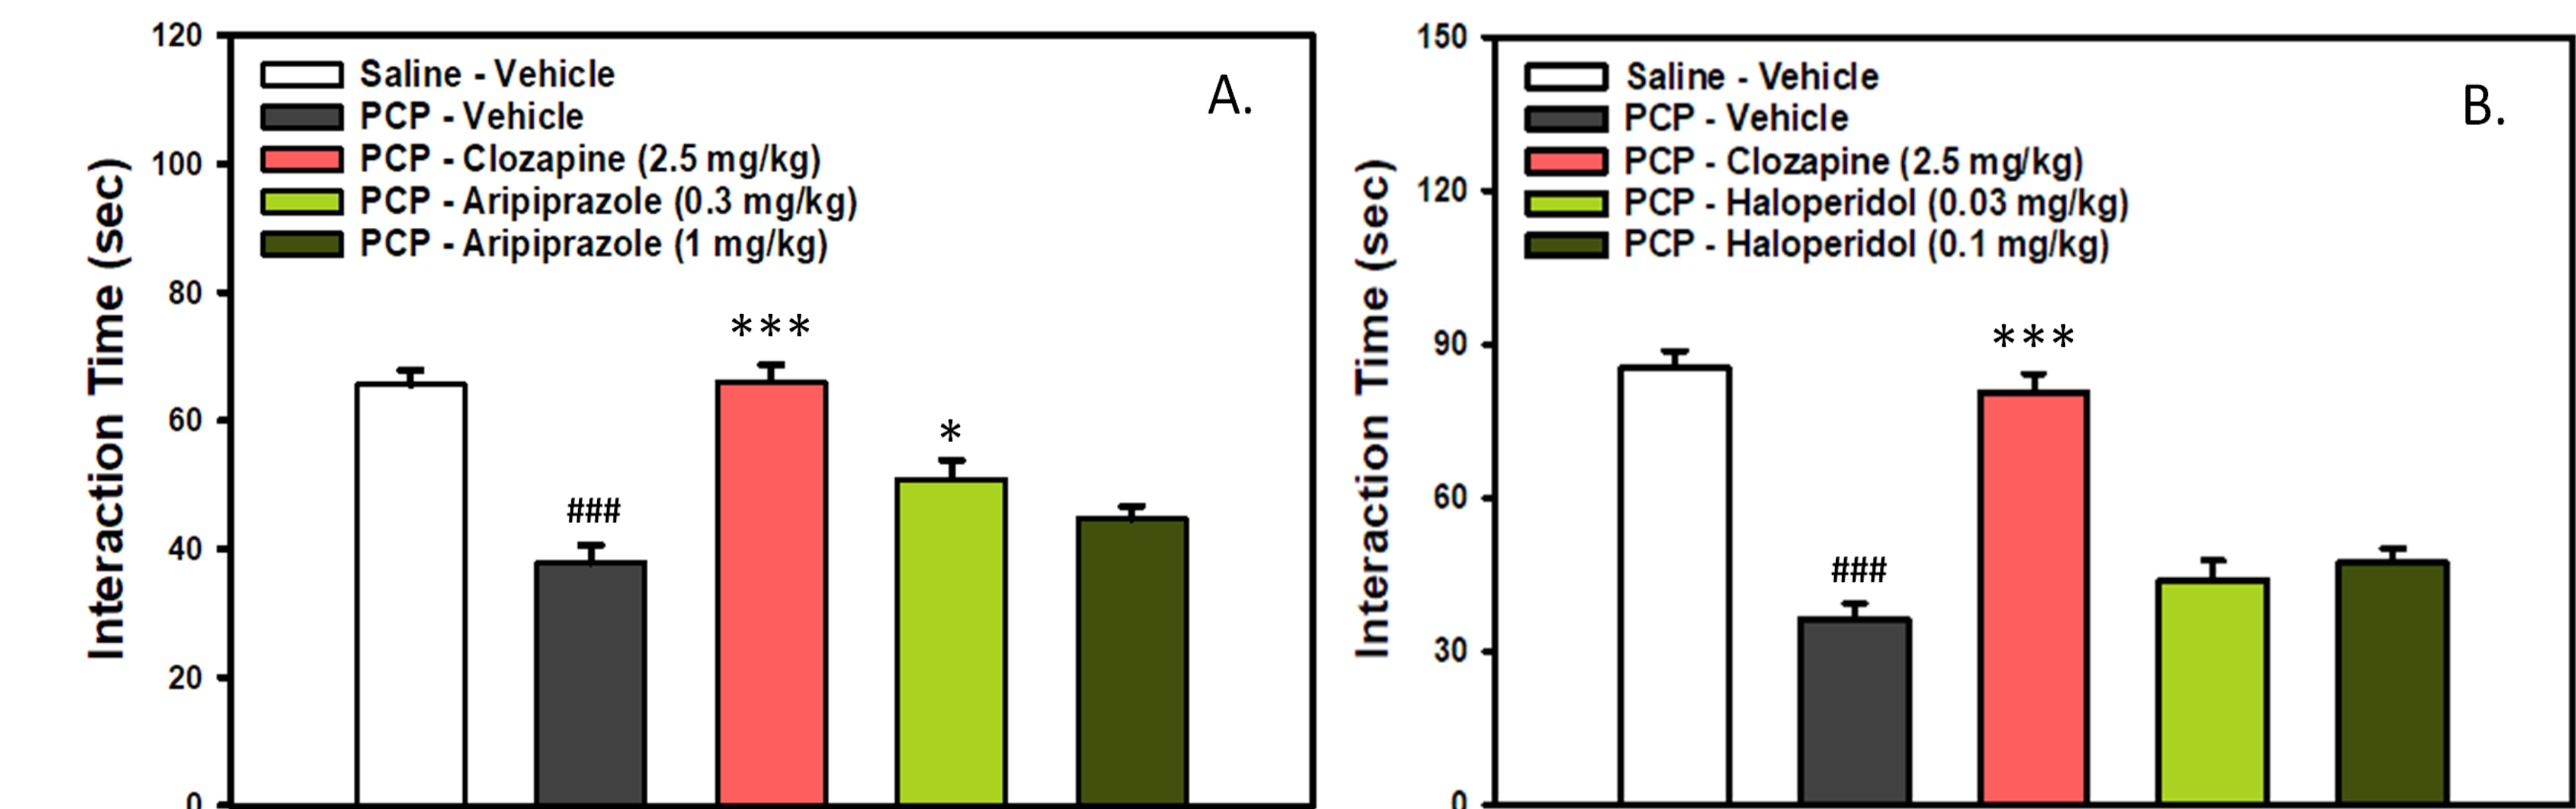 120
100
80
60
40
20
0
Interaction Time (sec)
Saline - Vehicle
PCP - Vehicle
PCP - Clozapine (2.5 mg/kg)
PCP - Aripiprazole (0.3 mg/kg)
PCP - Aripiprazole (1 mg/kg)
A.
###
***
*
150
120
90
60
30
0
Interaction Time (sec)
Saline - Vehicle
PCP - Vehicle
PCP - Clozapine (2.5 mg/kg)
PCP - Haloperidol (0.03 mg/kg)
PCP - Haloperidol (0.1 mg/kg)
B.
###
***